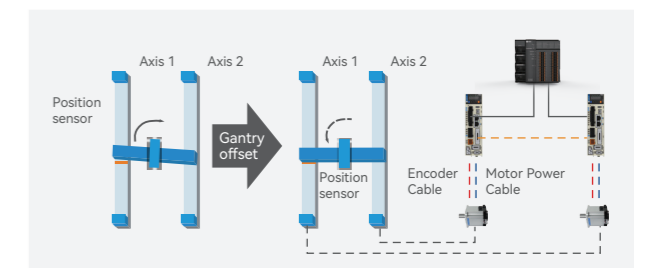 Axis 1
Axis 2
Position
sensor
Gantry
offset
Axis 1
Axis 2
Position
sensor
Encoder
Cable
Motor Power
Cable